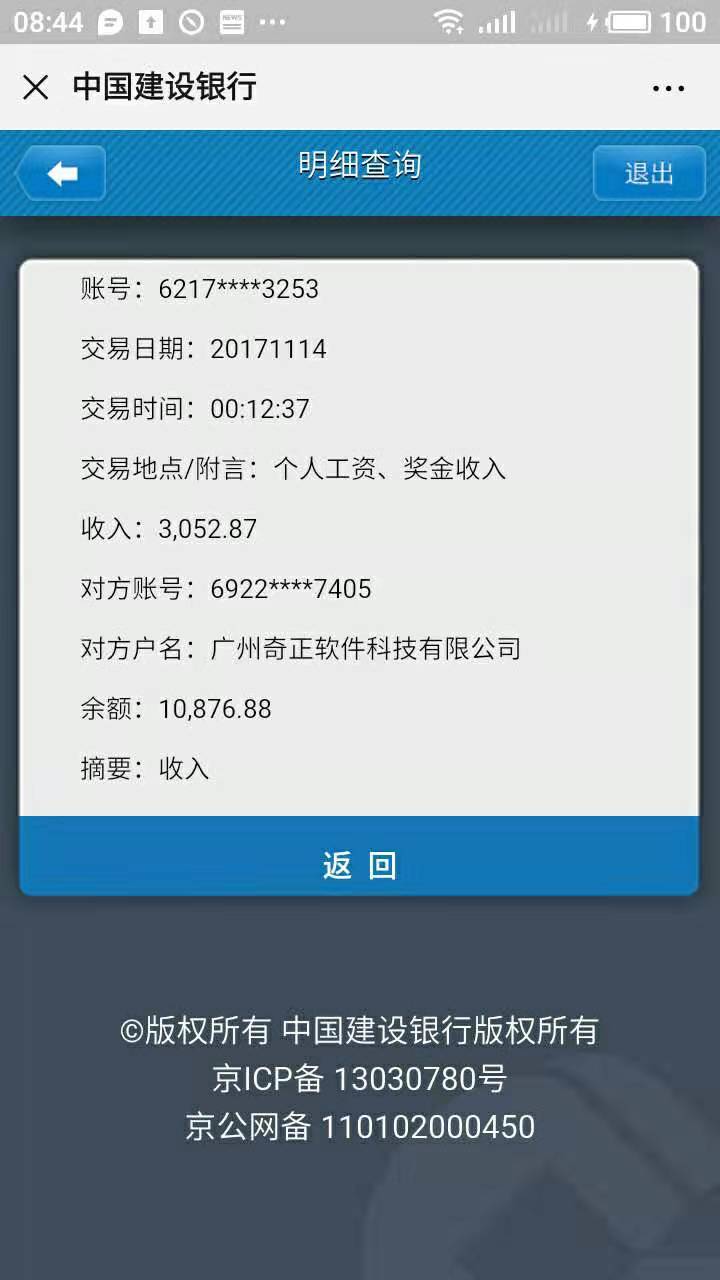 08:44
NEWS
100
中国建设银行
明细查询
退出
账号：6217****3253
交易日期：20171114
交易时间：00:12:37
交易地点/附言：个人工资、奖金收入
收入：3,052.87
对方账号：6922****7405
对方户名：广州奇正软件科技有限公司
余额：10,876.88
摘要：收入
返 回
©版权所有 中国建设银行版权所有
京ICP备 13030780号
京公网备 110102000450